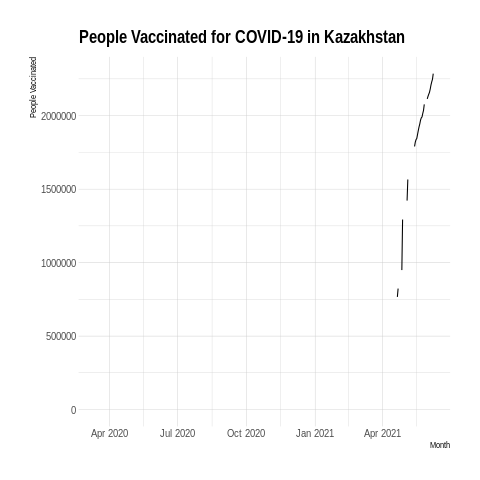 People Vaccinated for COVID-19 in Kazakhstan
People Vaccinated
2000000
1500000
1000000
500000
0
Apr 2020 Jul 2020 Oct 2020 Jan 2021 Apr 2021
Month